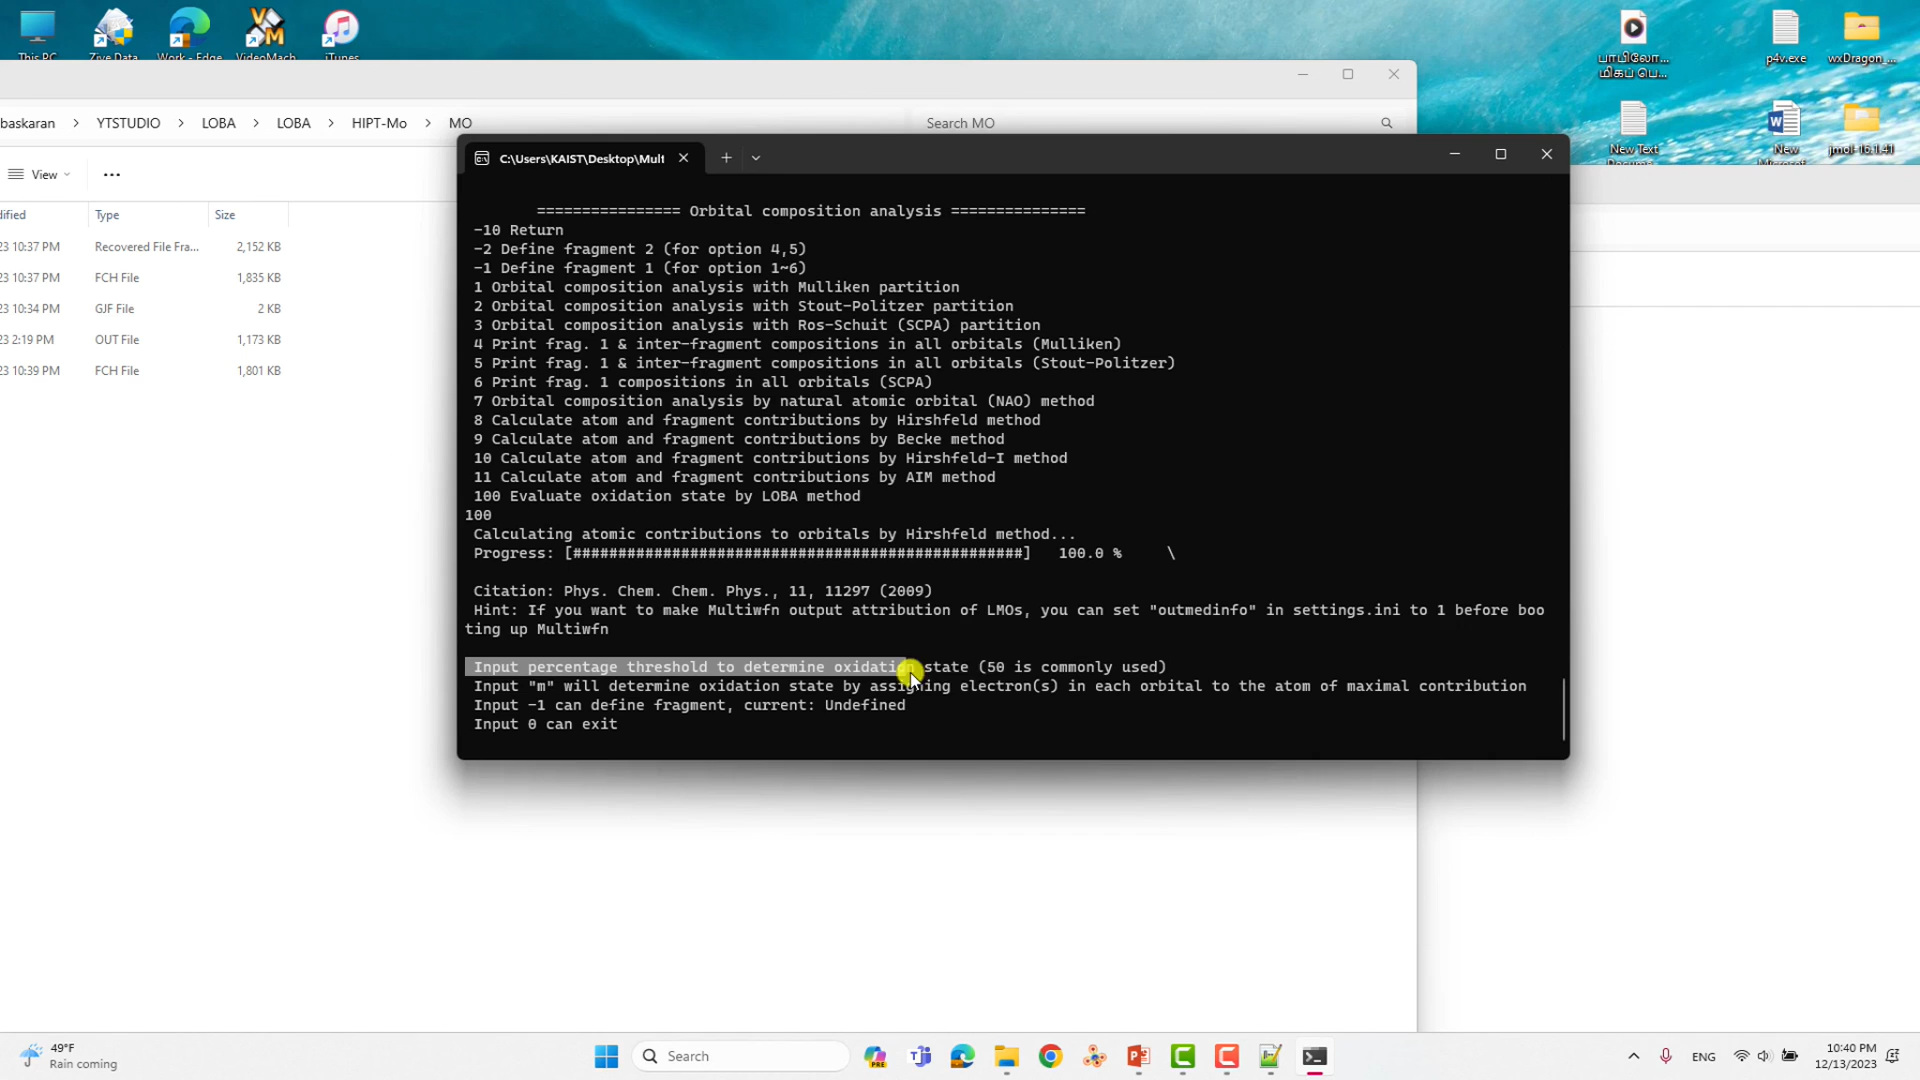 This PC
Zive Data
Work - Edge
VideoMach
iTunes
பாயிலோ...
மிகப் பெ...
p4v.exe
wxDragon_...
baskaran > YTSTUDIO > LOBA > LOBA > HIPT-Mo > MO
Search MO
New Text
New
jmol-16.1.41
View
C:\Users\KAIST\Desktop\Mult
Type
Size
23 10:37 PM Recovered File Fra... 2,152 KB
23 10:37 PM FCH File 1,835 KB
23 10:34 PM GJF File 2 KB
23 2:19 PM OUT File 1,173 KB
23 10:39 PM FCH File 1,801 KB
================ Orbital composition analysis ===============
-10 Return
-2 Define fragment 2 (for option 4,5)
-1 Define fragment 1 (for option 1~6)
1 Orbital composition analysis with Mulliken partition
2 Orbital composition analysis with Stout-Politzer partition
3 Orbital composition analysis with Ros-Schuit (SCPA) partition
4 Print frag. 1 & inter-fragment compositions in all orbitals (Mulliken)
5 Print frag. 1 & inter-fragment compositions in all orbitals (Stout-Politzer)
6 Print frag. 1 compositions in all orbitals (SCPA)
7 Orbital composition analysis by natural atomic orbital (NAO) method
8 Calculate atom and fragment contributions by Hirshfeld method
9 Calculate atom and fragment contributions by Becke method
10 Calculate atom and fragment contributions by Hirshfeld-I method
11 Calculate atom and fragment contributions by AIM method
100 Evaluate oxidation state by LOBA method
100
Calculating atomic contributions to orbitals by Hirshfeld method...
Progress: [##################################################] 100.0 % \
Citation: Phys. Chem. Chem. Phys., 11, 11297 (2009)
Hint: If you want to make Multiwfn output attribution of LMOs, you can set "outmedinfo" in settings.ini to 1 before boo
ting up Multiwfn
Input percentage threshold to determine oxidation state (50 is commonly used)
Input "m" will determine oxidation state by assigning electron(s) in each orbital to the atom of maximal contribution
Input -1 can define fragment, current: Undefined
Input 0 can exit
49°F
Rain coming
Search
ENG
10:40 PM
12/13/2023